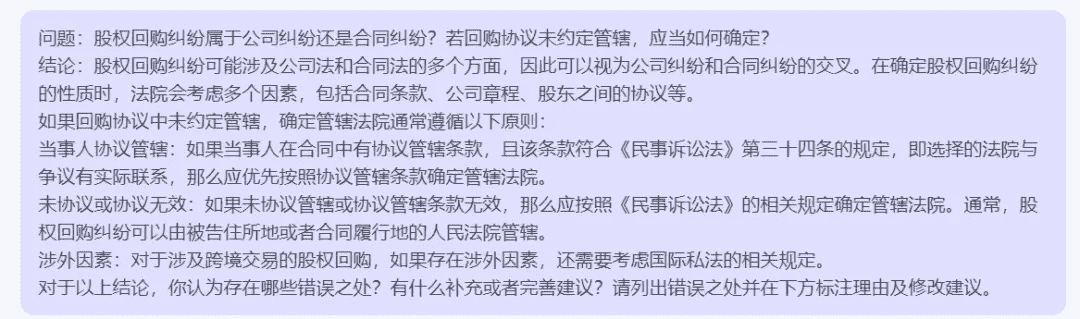 问题：股权回购纠纷属于公司纠纷还是合同纠纷？若回购协议未约定管辖，应当如何确定？
结论：股权回购纠纷可能涉及公司法和合同法的多个方面，因此可以视为公司纠纷和合同纠纷的交叉。在确定股权回购纠纷
的性质时，法院会考虑多个因素，包括合同条款、公司章程、股东之间的协议等。
如果回购协议中未约定管辖，确定管辖法院通常遵循以下原则：
当事人协议管辖：如果当事人在合同中有协议管辖条款，且该条款符合《民事诉讼法》第三十四条的规定，即选择的法院与
争议有实际联系，那么应优先按照协议管辖条款确定管辖法院。
未协议或协议无效：如果未协议管辖或协议管辖条款无效，那么应按照《民事诉讼法》的相关规定确定管辖法院。通常，股
权回购纠纷可以由被告住所地或者合同履行地的人民法院管辖。
涉外因素：对于涉及跨境交易的股权回购，如果存在涉外因素，还需要考虑国际私法的相关规定。
对于以上结论，你认为存在哪些错误之处？有什么补充或者完善建议？请列出错误之处并在下方标注理由及修改建议。